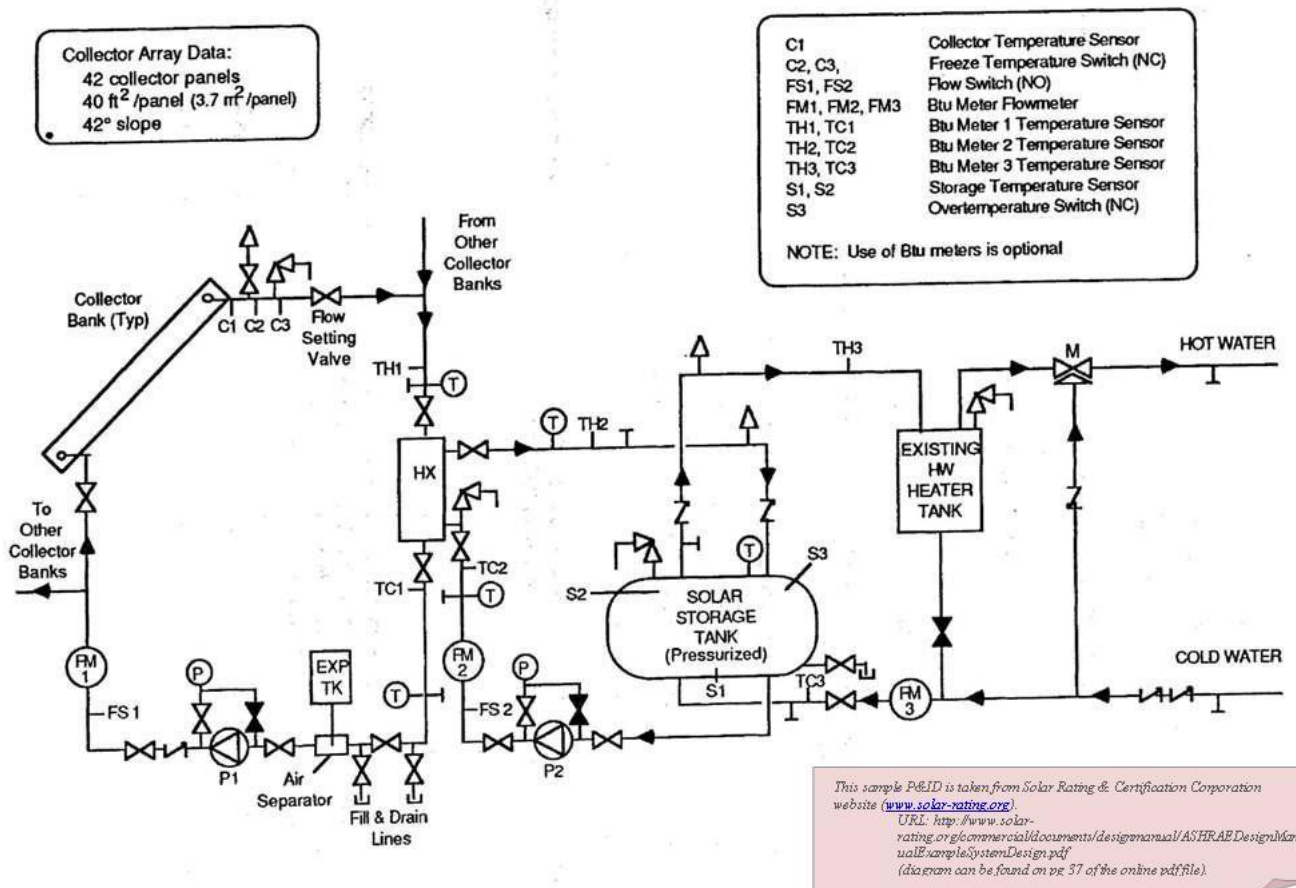 Collector Array Data:
42 collector panels
40 ft² /panel (3.7 m²/panel)
42° slope
C1 Collector Temperature Sensor
C2, C3, Freeze Temperature Switch (NC)
FS1, FS2 Flow Switch (NO)
FM1, FM2, FM3 Btu Meter Flowmeter
TH1, TC1 Btu Meter 1 Temperature Sensor
TH2, TC2 Btu Meter 2 Temperature Sensor
TH3, TC3 Btu Meter 3 Temperature Sensor
S1, S2 Storage Temperature Sensor
S3 Overtemperature Switch (NC)
NOTE: Use of Btu meters is optional
From
Other
Collector
Banks
Collector
Bank (Typ)
C1
C2
C3
Flow
Setting
Valve
TH1
T
T
TH2
TH3
M
HOT WATER
HX
EXISTING
HW
HEATER
TANK
To
Other
Collector
Banks
TC1
TC2
T
T
S3
S2
SOLAR
STORAGE
TANK
(Pressurized)
S1
TC3
COLD WATER
FM
1
P
EXP
TK
T
FM
2
P
FM
3
FS 1
FS 2
P1
Air
Separator
P2
Fill & Drain
Lines
This sample P&ID is taken from Solar Rating & Certification Corporation
website (www.solar-rating.org).
URL: http://www.solar-
rating.org/commercial/documents/designmanual/ASHRAEDesignMan
ualExampleSystemDesign.pdf
(diagram can be found on pg 37 of the online pdf file).